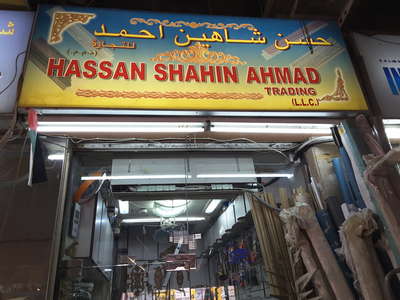 حسن شاهين احمد
للتجارة
(ذ.م.م.)
HASSAN SHAHIN AHMAD
TRADING
(L.L.C.)